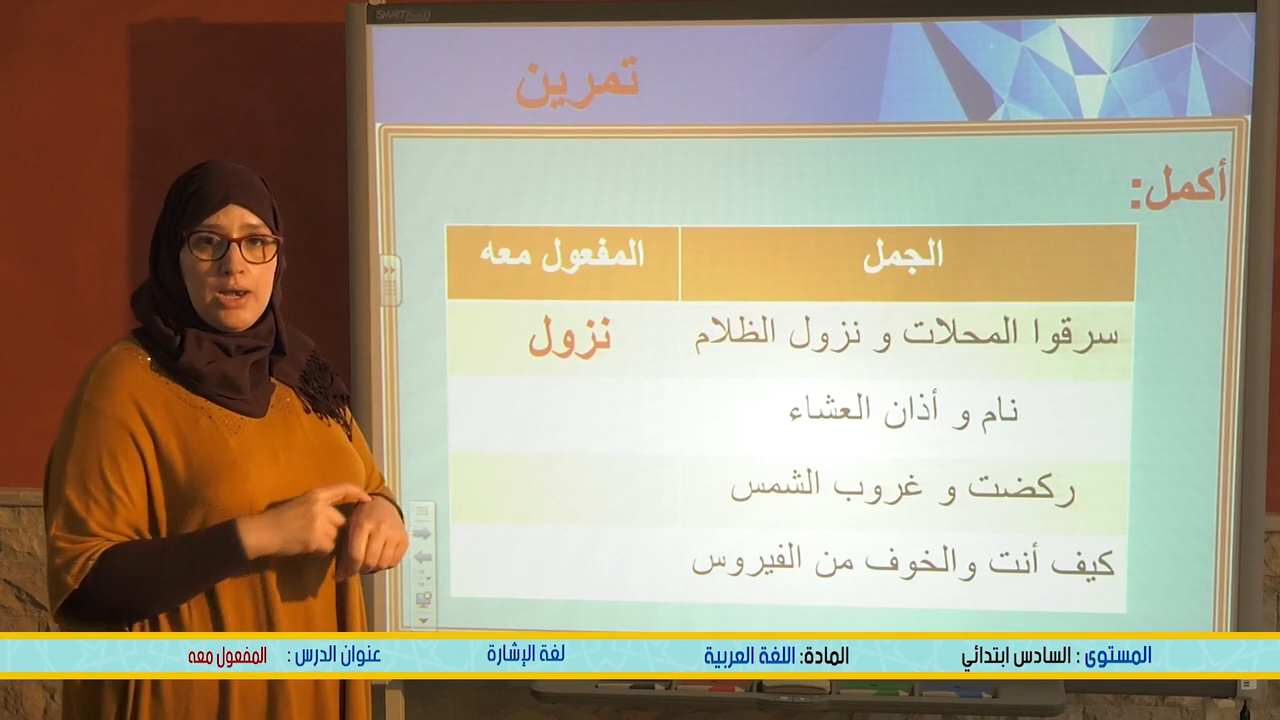 SMART
تمرين
أكمل:
الجمل المفعول معه
سرقوا المحلات و نزول الظلام نزول
نام و أذان العشاء
ركضت و غروب الشمس
كيف أنت والخوف من الفيروس
المستوى : السادس ابتدائي المادة: اللغة العربية لغة الإشارة عنوان الدرس : المفعول معه